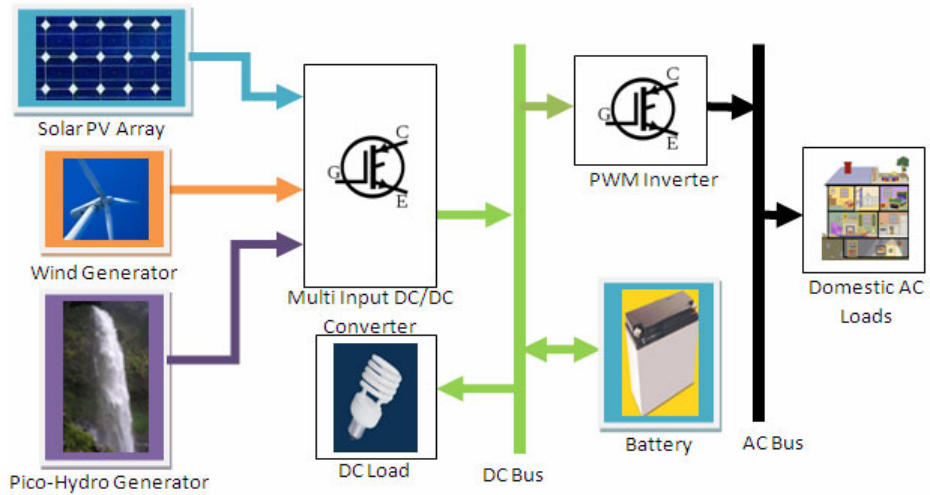 Solar PV Array
Wind Generator
Pico-Hydro Generator
C
G
E
Multi Input DC/DC
Converter
DC Load
DC Bus
C
G
E
PWM Inverter
Battery
AC Bus
Domestic AC
Loads